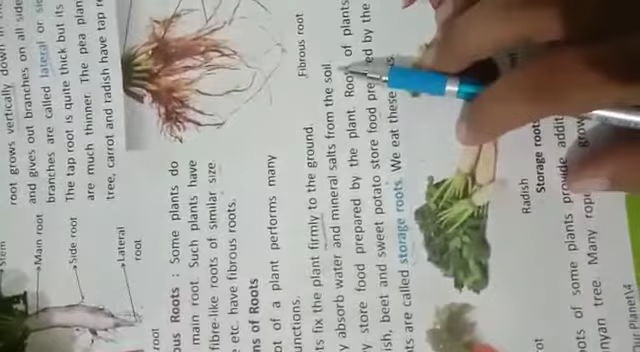 root grows vertically down in
and gives out branches on all side
branches are called lateral or
The tap root is quite thick but its
are much thinner. The pea plan
tree, carrot and radish have tap
Stem
Main root
Side root
Lateral
root
root
Fibrous root
ous Roots : Some plants do
main root. Such plants have
fibre-like roots of similar size
etc. have fibrous roots.
ns of Roots
ot of a plant performs many
unctions.
ts fix the plant firmly to the ground.
y absorb water and mineral salts from the soil.
y store food prepared by the plant. of plants
ish, beet and sweet potato store food ed by the
ts are called storage roots. We eat these
Radish
Storage roots
ots of some plants provide addit
nyan tree. Many rope